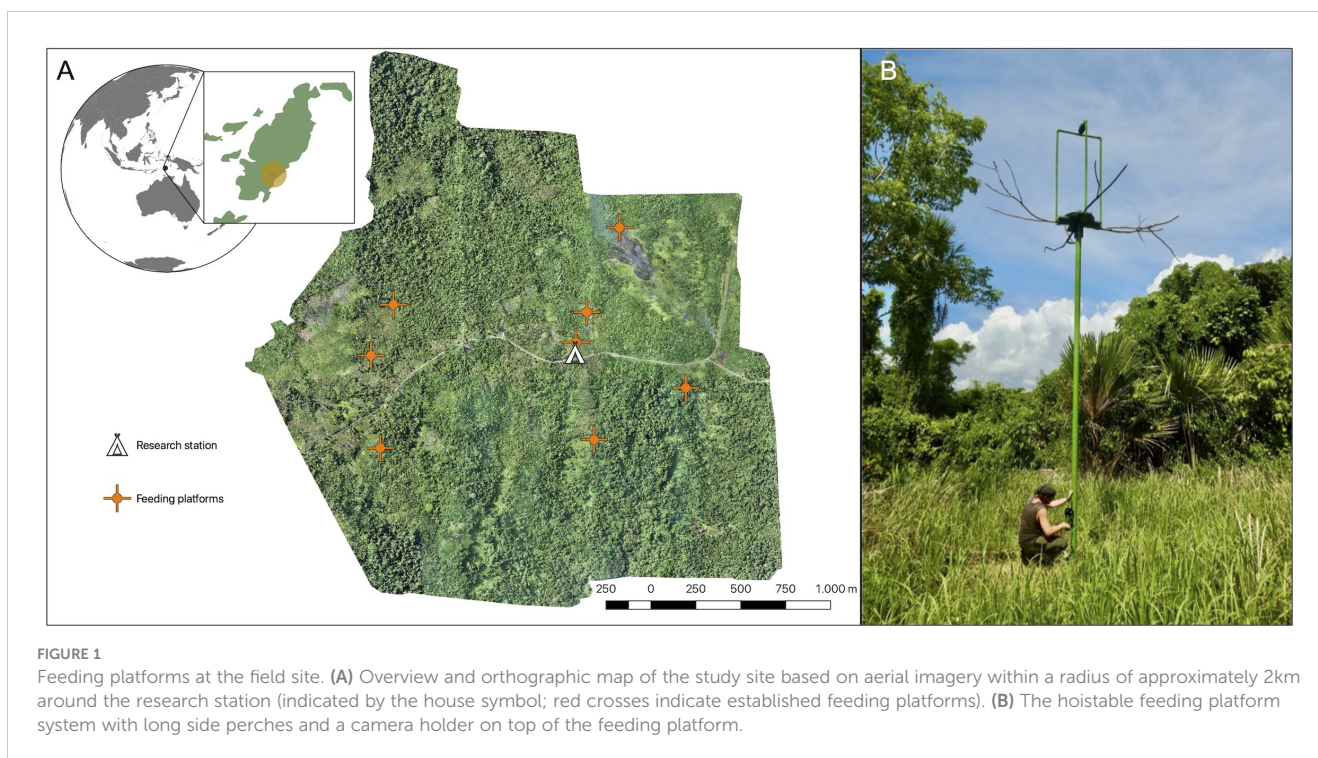 A
B
Research station
Feeding platforms
250 0 250 500 750 1.000 m
FIGURE 1
Feeding platforms at the field site. (A) Overview and orthographic map of the study site based on aerial imagery within a radius of approximately 2km
around the research station (indicated by the house symbol; red crosses indicate established feeding platforms). (B) The hoistable feeding platform
system with long side perches and a camera holder on top of the feeding platform.